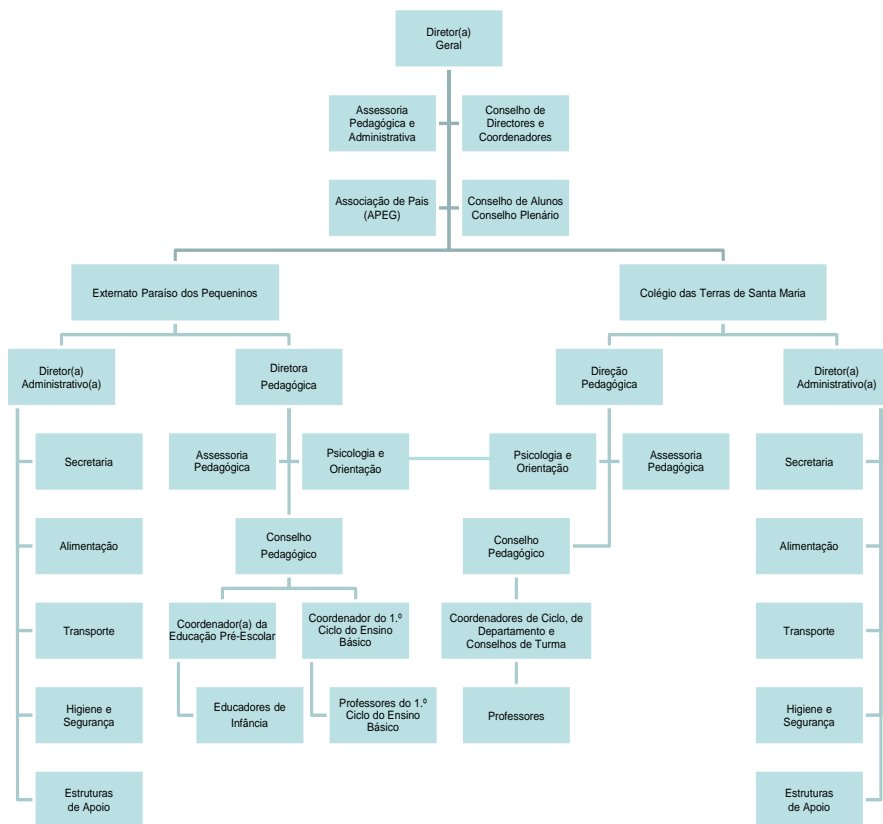 Diretor(a)
Geral
Assessoria
Pedagógica e
Administrativa
Conselho de
Directores e
Coordenadores
Associação de Pais
(APEG)
Conselho de Alunos
Conselho Plenário
Externato Paraíso dos Pequeninos
Colégio das Terras de Santa Maria
Diretor(a)
Administrativo(a)
Diretora
Pedagógica
Direção
Pedagógica
Diretor(a)
Administrativo(a)
Secretaria
Assessoria
Pedagógica
Psicologia e
Orientação
Psicologia e
Orientação
Assessoria
Pedagógica
Secretaria
Alimentação
Conselho
Pedagógico
Conselho
Pedagógico
Alimentação
Transporte
Coordenador(a) da
Educação Pré-Escolar
Coordenador do 1.º
Ciclo do Ensino
Básico
Coordenadores de Ciclo, de
Departamento e
Conselhos de Turma
Transporte
Higiene e
Segurança
Educadores de
Infância
Professores do 1.º
Ciclo do Ensino
Básico
Professores
Higiene e
Segurança
Estruturas
de Apoio
Estruturas
de Apoio